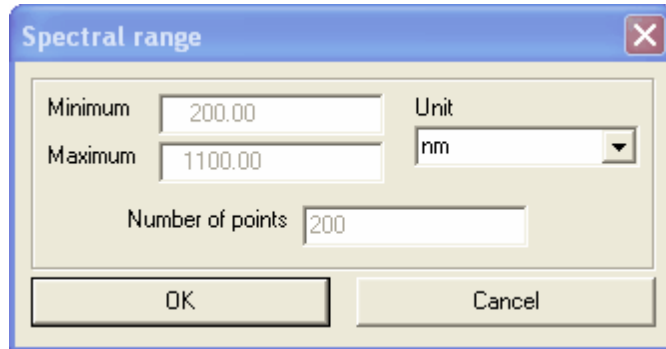 Spectral range
Minimum 200.00 Unit
Maximum 1100.00 nm
Number of points 200
OK Cancel